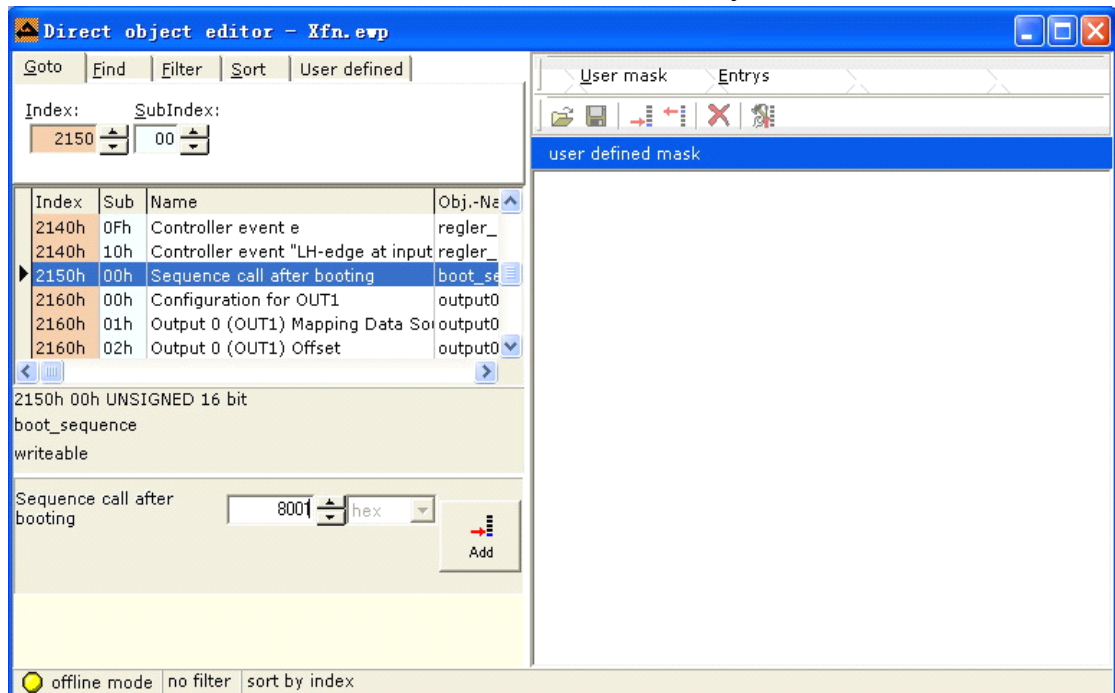 Direct object editor - Xfn.ewp
Goto Find Filter Sort User defined
Index: SubIndex:
2150 00
User mask Entrys
user defined mask
Index Sub Name Obj.-Na
2140h 0Fh Controller event e regler_
2140h 10h Controller event "LH-edge at input regler_
2150h 00h Sequence call after booting boot_se
2160h 00h Configuration for OUT1 output0
2160h 01h Output 0 (OUT1) Mapping Data Sou output0
2160h 02h Output 0 (OUT1) Offset output0
2150h 00h UNSIGNED 16 bit
boot_sequence
writeable
Sequence call after
booting
8001 hex
Add
offline mode no filter sort by index